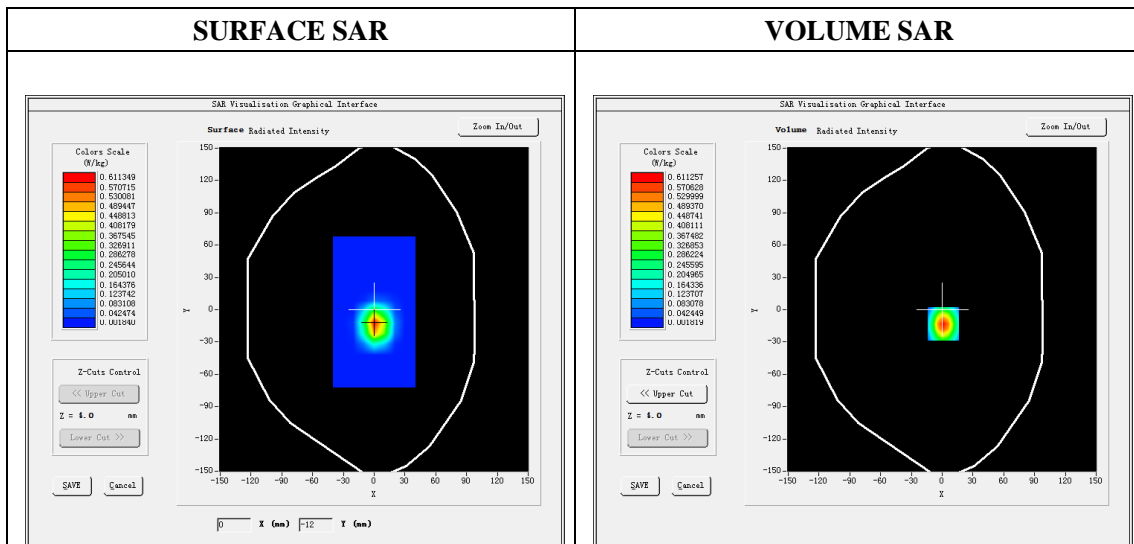 SURFACE SAR
VOLUME SAR
SAR Visualisation Graphical Interface
Surface Radiated Intensity
Zoom In/Out
Colors Scale
(W/kg)
0.611349
0.570715
0.530081
0.489447
0.448813
0.408179
0.367545
0.326911
0.286278
0.245644
0.205010
0.164376
0.123742
0.083108
0.042474
0.001840
Z-Cuts Control
<< Upper Cut
Z = 4.0 mm
Lower Cut >>
SAVE
Cancel
150
120
90
60
30
0
-30
-60
-90
-120
-150
Y
-150 -120 -90 -60 -30 0 30 60 90 120 150
X
0 X (mm) -12 Y (mm)
SAR Visualisation Graphical Interface
Volume Radiated Intensity
Zoom In/Out
Colors Scale
(W/kg)
0.611257
0.570628
0.529999
0.489370
0.448741
0.408111
0.367482
0.326853
0.286224
0.245595
0.204965
0.164336
0.123707
0.083078
0.042449
0.001819
Z-Cuts Control
<< Upper Cut
Z = 4.0 mm
Lower Cut >>
SAVE
Cancel
150
120
90
60
30
0
-30
-60
-90
-120
-150
Y
-150 -120 -90 -60 -30 0 30 60 90 120 150
X